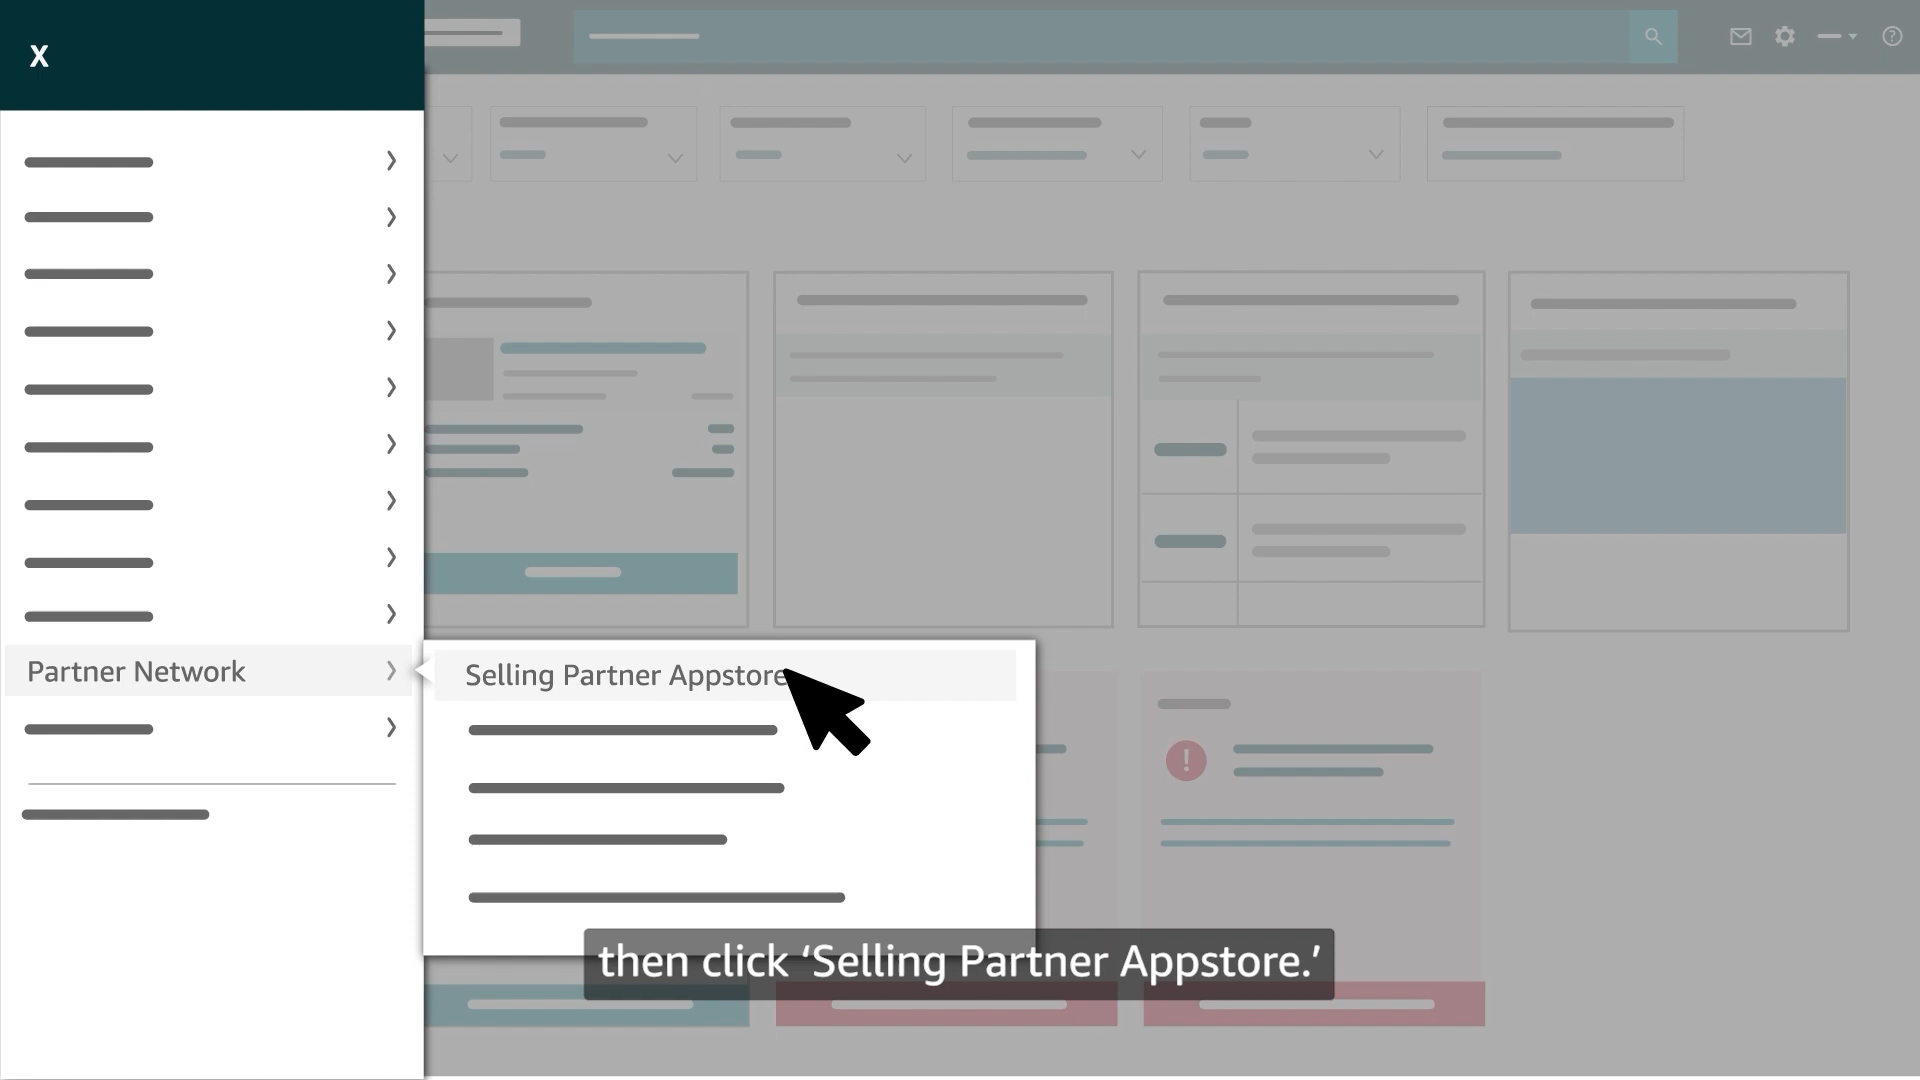 X
Partner Network
Selling Partner Appstore
then click ‘Selling Partner Appstore.’